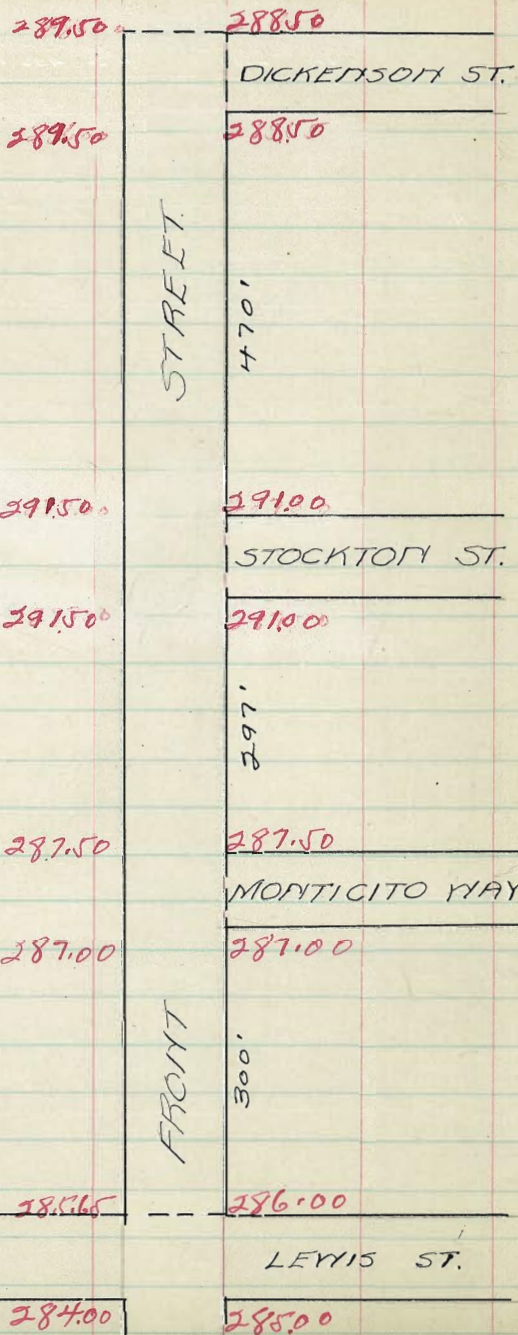 289.50 288.50
DICKENSON ST.
289.50 288.50
STREET.
470'
291.50 291.00
STOCKTON ST.
291.50 291.00
297'
287.50 287.50
MONTICITO WAY
287.00 287.00
FRONT
300'
285.65 286.00
LEWIS ST.
284.00 285.00